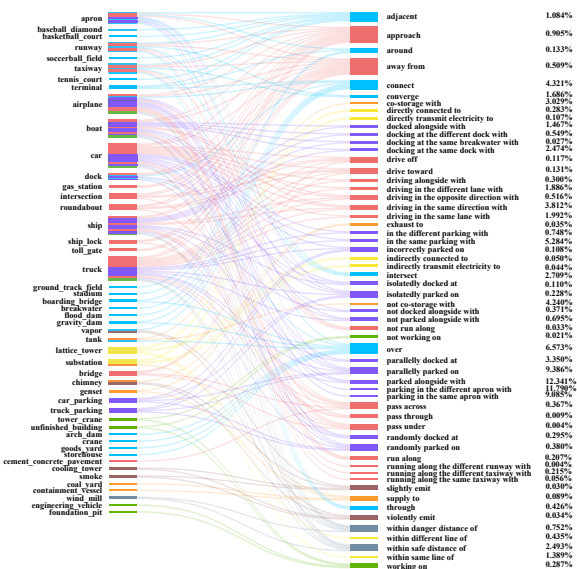 apron
baseball_diamond
basketball_court
runway
soccerball_field
taxiway
tennis_court
terminal
airplane
boat
car
dock
gas_station
intersection
roundabout
ship
ship_lock
toll_gate
truck
ground_track_field
stadium
boarding_bridge
breakwater
flood_dam
gravity_dam
vapor
tank
lattice_tower
substation
bridge
chimney
genset
car_parking
truck_parking
tower_crane
unfinished_building
arch_dam
crane
goods_yard
storehouse
cement_concrete_pavement
cooling_tower
smoke
coal_yard
containment_vessel
wind_mill
engineering_vehicle
foundation_pit
adjacent 1.084%
approach 0.905%
around 0.133%
away from 0.509%
connect 4.321%
converge 1.686%
co-storage with 3.029%
directly connected to 0.283%
directly transmit electricity to 0.107%
docked alongside with 1.467%
docking at the different dock with 0.549%
docking at the same breakwater with 0.027%
docking at the same dock with 2.474%
drive off 0.117%
drive toward 0.131%
driving alongside with 0.300%
driving in the different lane with 1.886%
driving in the opposite direction with 0.516%
driving in the same direction with 3.812%
driving in the same lane with 1.992%
exhaust to 0.035%
in the different parking with 0.748%
in the same parking with 5.284%
incorrectly parked on 0.108%
indirectly connected to 0.050%
indirectly transmit electricity to 0.044%
intersect 2.709%
isolatedly docked at 0.110%
isolatedly parked on 0.228%
not co-storage with 4.240%
not docked alongside with 0.371%
not parked alongside with 0.695%
not run along 0.033%
not working on 0.021%
over 6.573%
parallelly docked at 3.350%
parallelly parked on 9.386%
parked alongside with 12.341%
parking in the different apron with 11.790%
parking in the same apron with 9.085%
pass across 0.367%
pass through 0.009%
pass under 0.004%
randomly docked at 0.295%
randomly parked on 0.380%
run along 0.207%
running along the different runway with 0.004%
running along the different taxiway with 0.215%
running along the same taxiway with 0.056%
slightly emit 0.030%
supply to 0.089%
through 0.426%
violently emit 0.034%
within danger distance of 0.752%
within different line of 0.435%
within safe distance of 2.493%
within same line of 1.389%
working on 0.287%